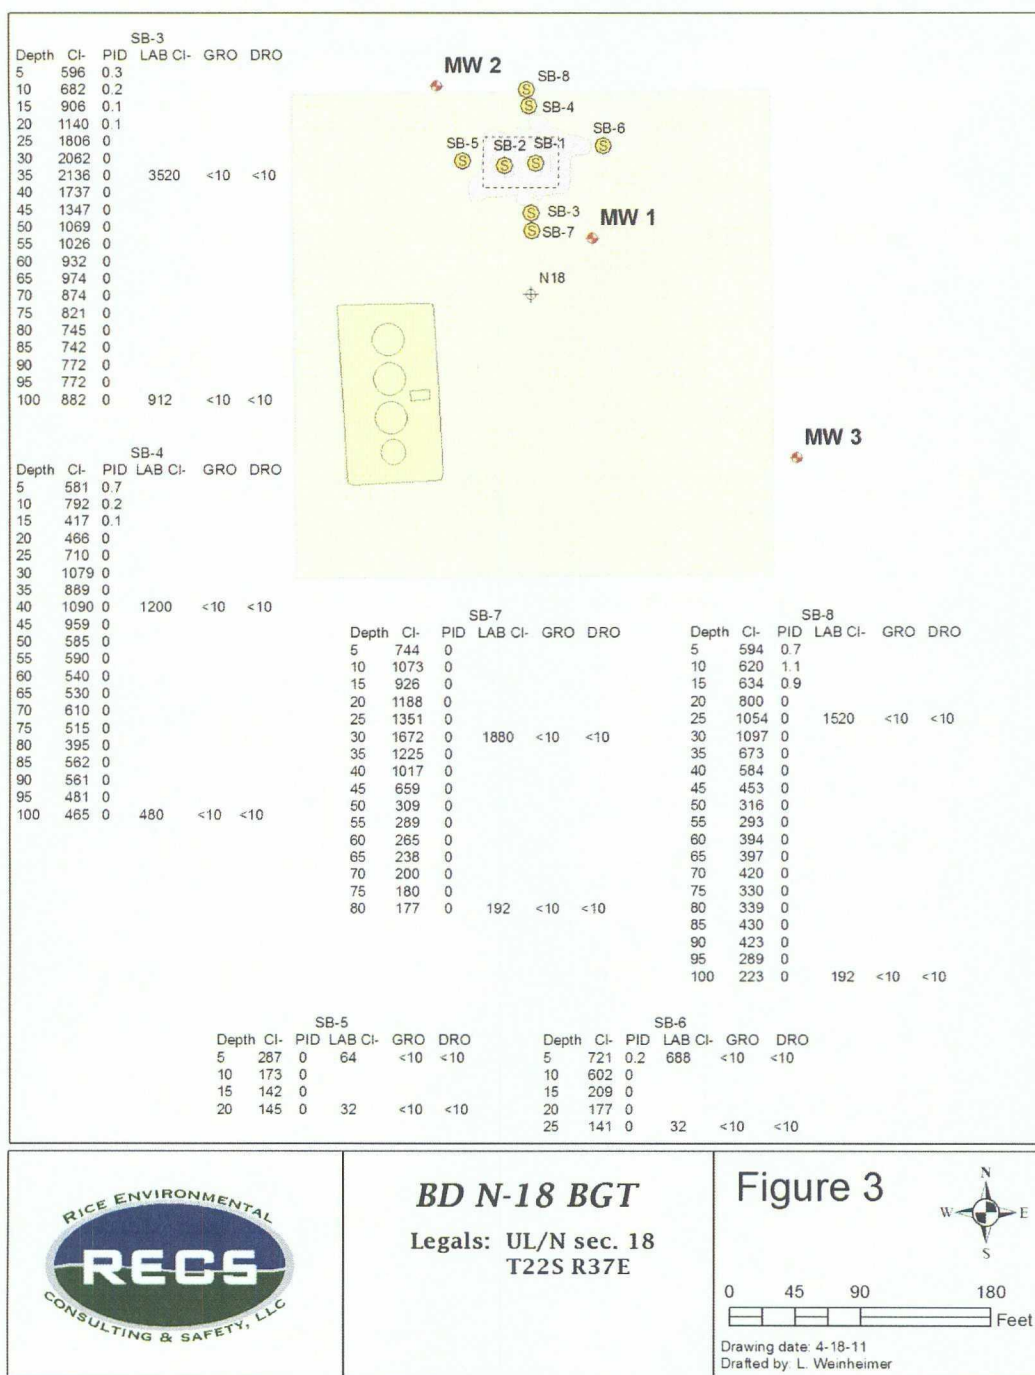 SB-3
Depth Cl- PID LAB Cl- GRO DRO
5 596 0.3
10 682 0.2
15 906 0.1
20 1140 0.1
25 1806 0
30 2062 0
35 2136 0 3520 <10 <10
40 1737 0
45 1347 0
50 1069 0
55 1026 0
60 932 0
65 974 0
70 874 0
75 821 0
80 745 0
85 742 0
90 772 0
95 772 0
100 882 0 912 <10 <10
MW 2
SB-8
SB-4
SB-6
SB-5
SB-2
SB-1
SB-3
SB-7
MW 1
N18
MW 3
SB-4
Depth Cl- PID LAB Cl- GRO DRO
5 581 0.7
10 792 0.2
15 417 0.1
20 466 0
25 710 0
30 1079 0
35 889 0
40 1090 0 1200 <10 <10
45 959 0
50 585 0
55 590 0
60 540 0
65 530 0
70 610 0
75 515 0
80 395 0
85 562 0
90 561 0
95 481 0
100 465 0 480 <10 <10
SB-7
Depth Cl- PID LAB Cl- GRO DRO
5 744 0
10 1073 0
15 926 0
20 1188 0
25 1351 0
30 1672 0 1880 <10 <10
35 1225 0
40 1017 0
45 659 0
50 309 0
55 289 0
60 265 0
65 238 0
70 200 0
75 180 0
80 177 0 192 <10 <10
SB-8
Depth Cl- PID LAB Cl- GRO DRO
5 594 0.7
10 620 1.1
15 634 0.9
20 800 0
25 1054 0 1520 <10 <10
30 1097 0
35 673 0
40 584 0
45 453 0
50 316 0
55 293 0
60 394 0
65 397 0
70 420 0
75 330 0
80 339 0
85 430 0
90 423 0
95 289 0
100 223 0 192 <10 <10
SB-5
Depth Cl- PID LAB Cl- GRO DRO
5 287 0 64 <10 <10
10 173 0
15 142 0
20 145 0 32 <10 <10
SB-6
Depth Cl- PID LAB Cl- GRO DRO
5 721 0.2 688 <10 <10
10 602 0
15 209 0
20 177 0
25 141 0 32 <10 <10
RICE ENVIRONMENTAL
RECS
CONSULTING & SAFETY, LLC
BD N-18 BGT
Legals: UL/N sec. 18
T22S R37E
Figure 3
N
W E
S
0 45 90 180
Feet
Drawing date: 4-18-11
Drafted by: L. Weinheimer